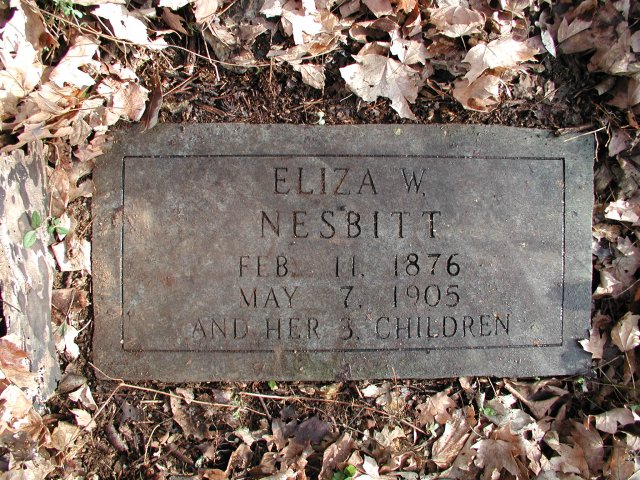 ELIZA W.
NESBITT
FEB. 11, 1876
MAY 7, 1905
AND HER 3 CHILDREN